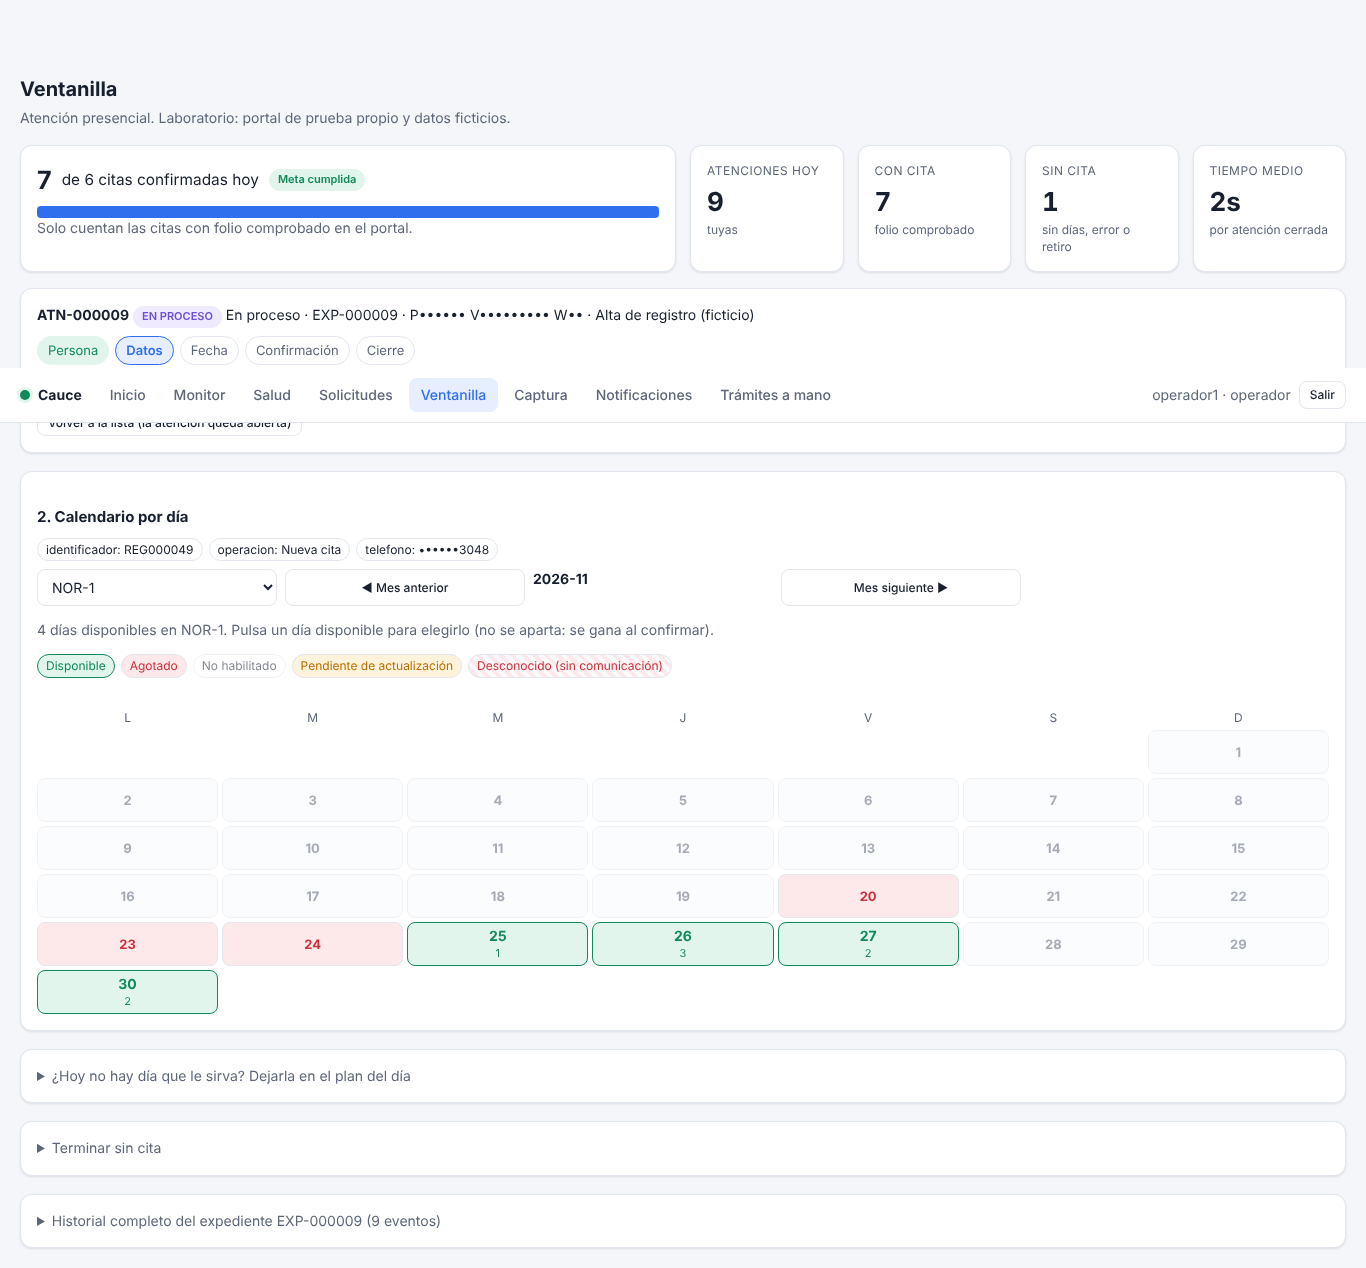 Ventanilla
Atención presencial. Laboratorio: portal de prueba propio y datos ficticios.
7 de 6 citas confirmadas hoy Meta cumplida
Solo cuentan las citas con folio comprobado en el portal.
ATENCIONES HOY
9
tuyas
CON CITA
7
folio comprobado
SIN CITA
1
sin días, error o
retiro
TIEMPO MEDIO
2s
por atención cerrada
ATN-000009 EN PROCESO En proceso · EXP-000009 · P•••••• V••••••••• W•• · Alta de registro (ficticio)
Persona Datos Fecha Confirmación Cierre
Cauce Inicio Monitor Salud Solicitudes Ventanilla Captura Notificaciones Trámites a mano operador1 · operador Salir
Volver a la lista (la atención queda abierta)
2. Calendario por día
identificador: REG000049 operacion: Nueva cita telefono: ••••••3048
NOR-1 ◀ Mes anterior 2026-11 Mes siguiente ▶
4 días disponibles en NOR-1. Pulsa un día disponible para elegirlo (no se aparta: se gana al confirmar).
Disponible Agotado No habilitado Pendiente de actualización Desconocido (sin comunicación)
L M M J V S D
1
2 3 4 5 6 7 8
9 10 11 12 13 14 15
16 17 18 19 20 21 22
23 24 25 26 27 28 29
1 3 2
30
2
▶ ¿Hoy no hay día que le sirva? Dejarla en el plan del día
▶ Terminar sin cita
▶ Historial completo del expediente EXP-000009 (9 eventos)